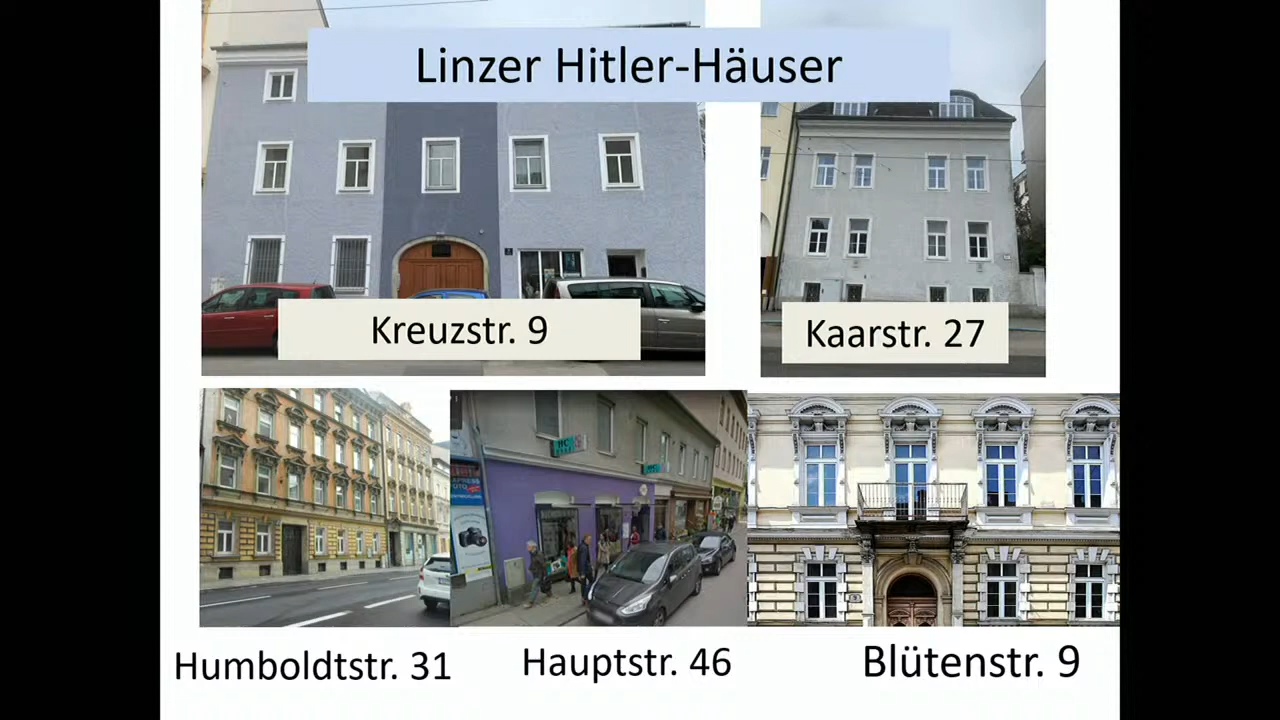 Linzer Hitler-Häuser
Kreuzstr. 9
Kaarstr. 27
Humboldtstr. 31
Hauptstr. 46
Blütenstr. 9